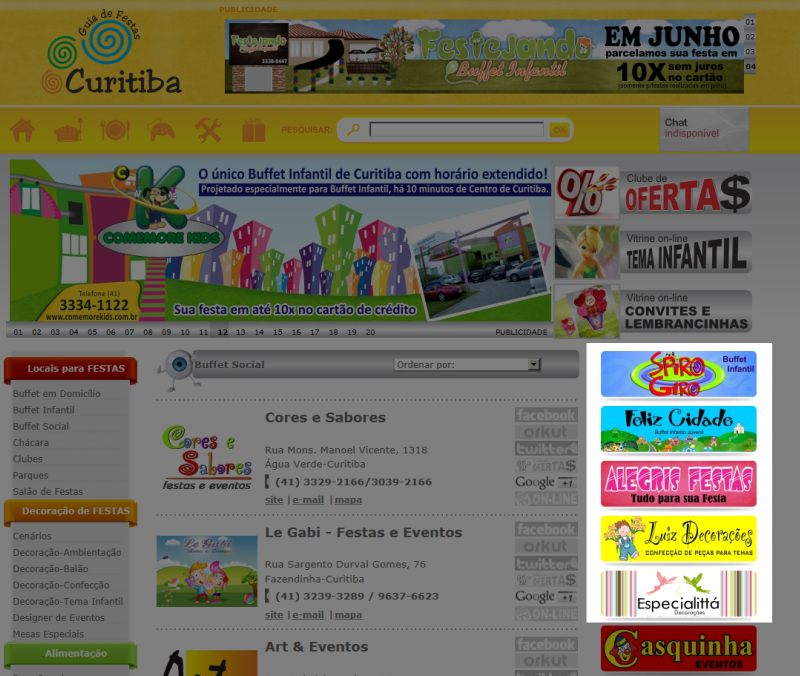 PUBLICIDADE
Guia de Festas
Curitiba
Festejando
3338-8447
Festejando
Buffet Infantil
EM JUNHO
parcelamos sua festa em
10X sem juros
no cartão
(somente p/festas realizadas em julho)
01
02
03
04
PESQUISAR:
OK
Chat
indisponível
O único Buffet Infantil de Curitiba com horário extendido!
Projetado especialmente para Buffet Infantil, há 10 minutos de Centro de Curitiba.
CK
COMEMORE KIDS
Telefone (41)
3334-1122
www.comemorekids.com.br
Sua festa em até 10x no cartão de crédito
01 02 03 04 05 06 07 08 09 10 11 12 13 14 15 16 17 18 19 20 PUBLICIDADE
%
Clube de
OFERTA$
Vitrine on-line
TEMA INFANTIL
Vitrine on-line
CONVITES E
LEMBRANCINHAS
Locais para FESTAS
Buffet em Domicílio
Buffet Infantil
Buffet Social
Chácara
Clubes
Parques
Salão de Festas
Decoração de FESTAS
Cenários
Decoração-Ambientação
Decoração-Balão
Decoração-Confecção
Decoração-Tema Infantil
Designer de Eventos
Mesas Especiais
Alimentação
Buffet Social
Ordenar por:
Cores e
Sabores
festas e eventos
Cores e Sabores
Rua Mons. Manoel Vicente, 1318
Água Verde-Curitiba
(41) 3329-2166/3039-2166
site | e-mail | mapa
facebook
orkut
twitter
OFERTA$
Google +1
ON-LINE
Le Gabi
Le Gabi - Festas e Eventos
Rua Sargento Durval Gomes, 76
Fazendinha-Curitiba
(41) 3239-3289 / 9637-6623
site | e-mail | mapa
facebook
orkut
twitter
OFERTA$
Google +1
ON-LINE
Art & Eventos
facebook
orkut
SPIRO
GIRO
Buffet
Infantil
Feliz Cidade
Buffet Infanto Juvenil
ALEGRIS FESTAS
Tudo para sua Festa
Luiz Decorações
CONFECÇÃO DE PEÇAS PARA TEMAS
Especialittá
Decorações
Casquinha
EVENTOS